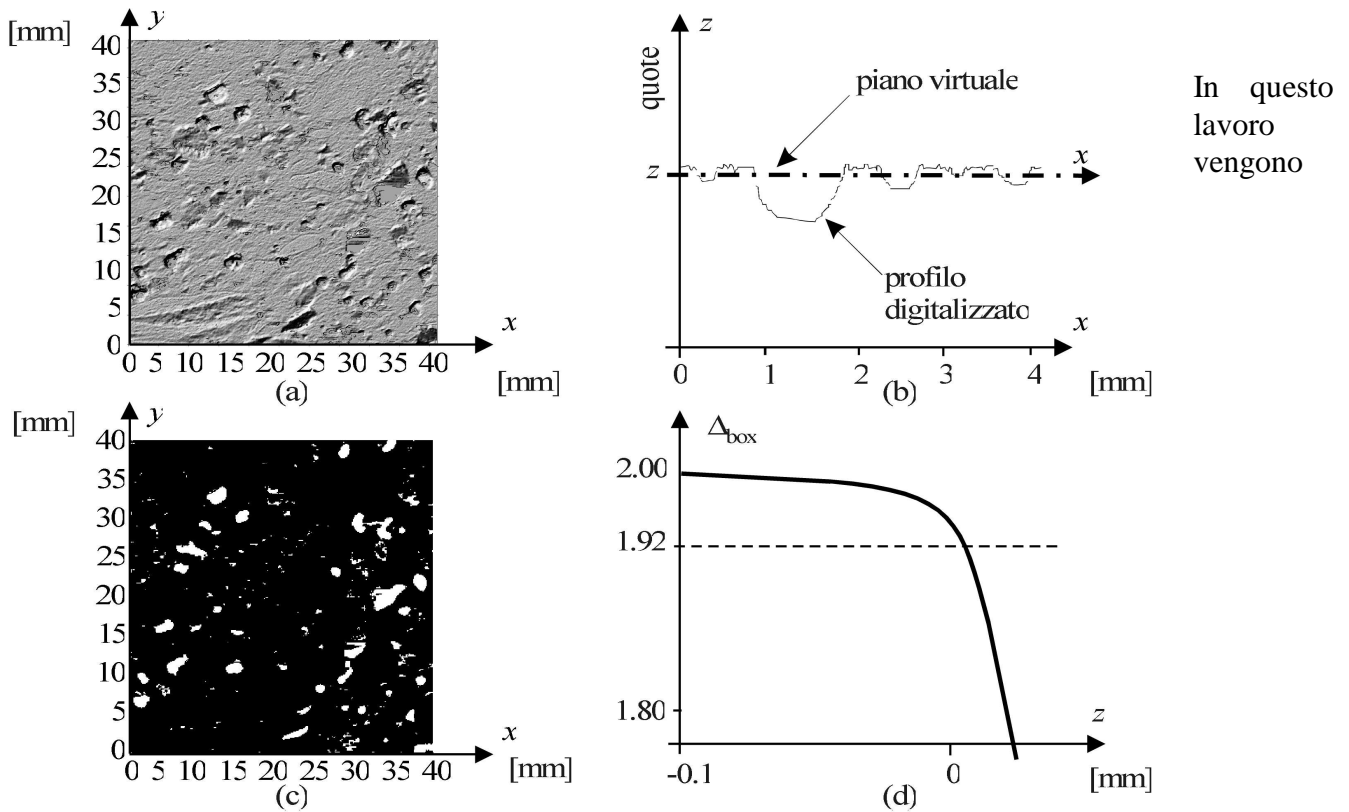 y
[mm]
40
35
30
25
20
15
10
5
0
x
0 5 10 15 20 25 30 35 40
[mm]
(a)
z
quote
piano virtuale
z
x
profilo
digitalizzato
x
0 1 2 3 4
[mm]
(b)
In questo
lavoro
vengono
y
[mm]
40
35
30
25
20
15
10
5
0
x
0 5 10 15 20 25 30 35 40
[mm]
(c)
Δbox
2.00
1.92
1.80
z
-0.1 0
[mm]
(d)